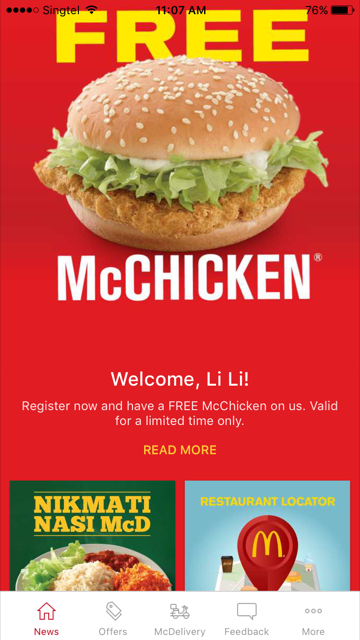 Singtel 11:07 AM 76%
FREE
McCHICKEN®
Welcome, Li Li!
Register now and have a FREE McChicken on us. Valid
for a limited time only.
READ MORE
NIKMATI
NASI McD
RESTAURANT LOCATOR
News Offers McDelivery Feedback More